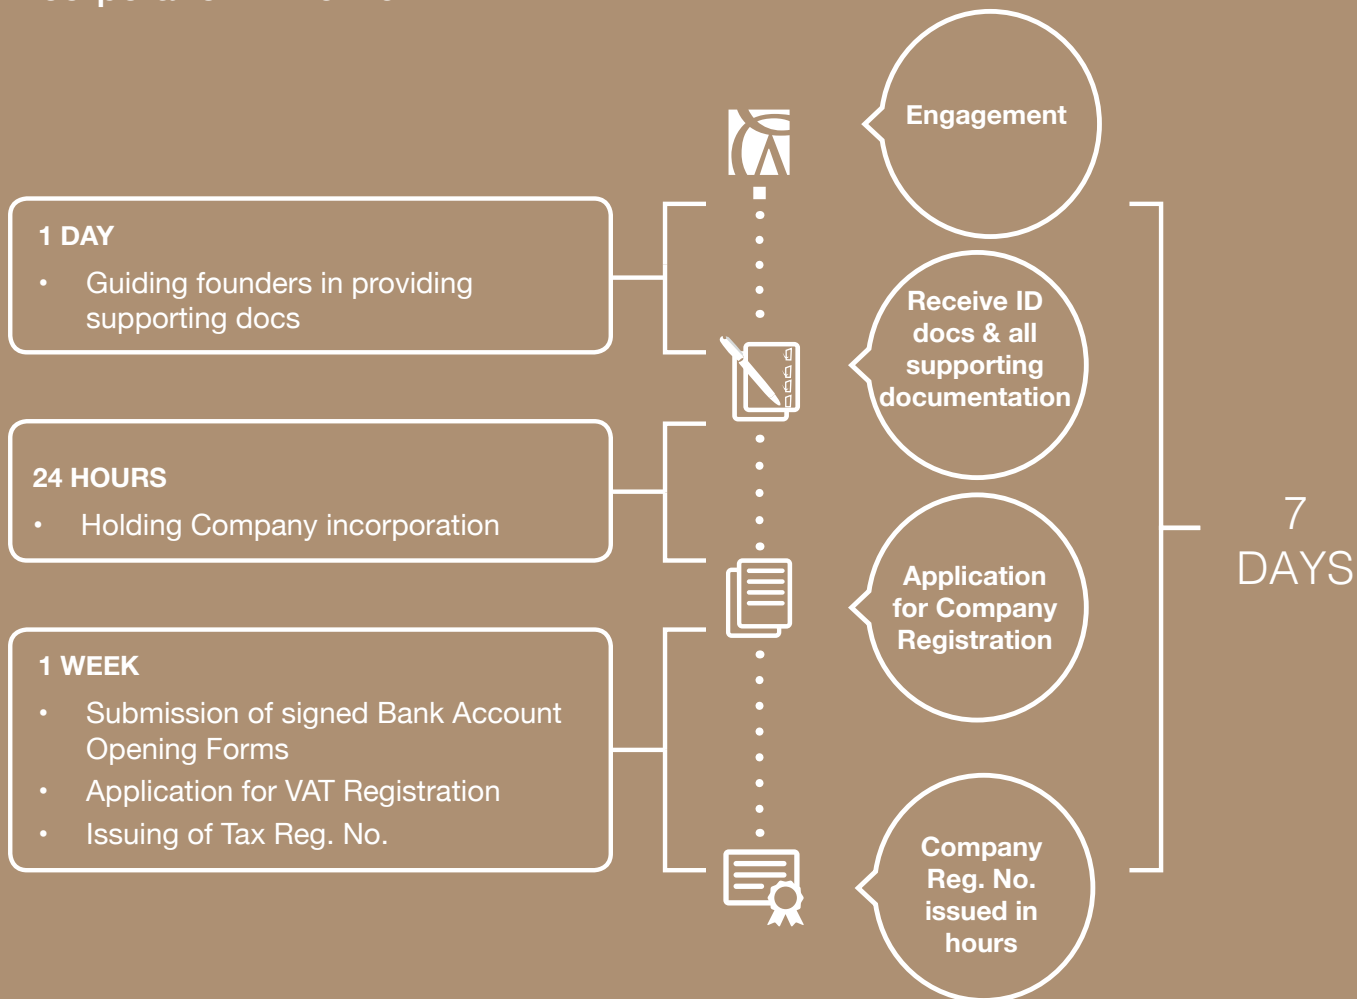 Engagement
1 DAY
• Guiding founders in providing
supporting docs
Receive ID
docs & all
supporting
documentation
24 HOURS
• Holding Company incorporation
7
DAYS
Application
for Company
Registration
1 WEEK
• Submission of signed Bank Account
Opening Forms
• Application for VAT Registration
• Issuing of Tax Reg. No.
Company
Reg. No.
issued in
hours